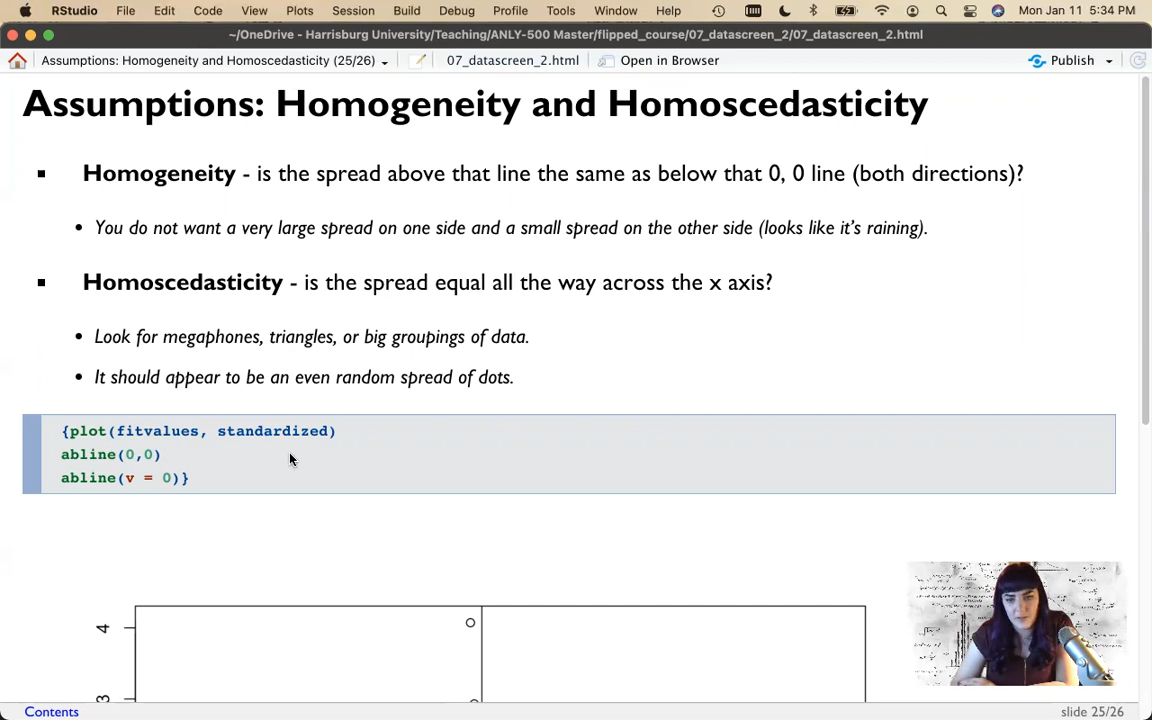 RStudio File Edit Code View Plots Session Build Debug Profile Tools Window Help Mon Jan 11 5:34 PM
~/OneDrive - Harrisburg University/Teaching/ANLY-500 Master/flipped_course/07_datascreen_2/07_datascreen_2.html
Assumptions: Homogeneity and Homoscedasticity (25/26) 07_datascreen_2.html Open in Browser Publish
Assumptions: Homogeneity and Homoscedasticity
Homogeneity - is the spread above that line the same as below that 0, 0 line (both directions)?
You do not want a very large spread on one side and a small spread on the other side (looks like it's raining).
Homoscedasticity - is the spread equal all the way across the x axis?
Look for megaphones, triangles, or big groupings of data.
It should appear to be an even random spread of dots.
{plot(fitvalues, standardized)
abline(0,0)
abline(v = 0)}
4
3
Contents slide 25/26